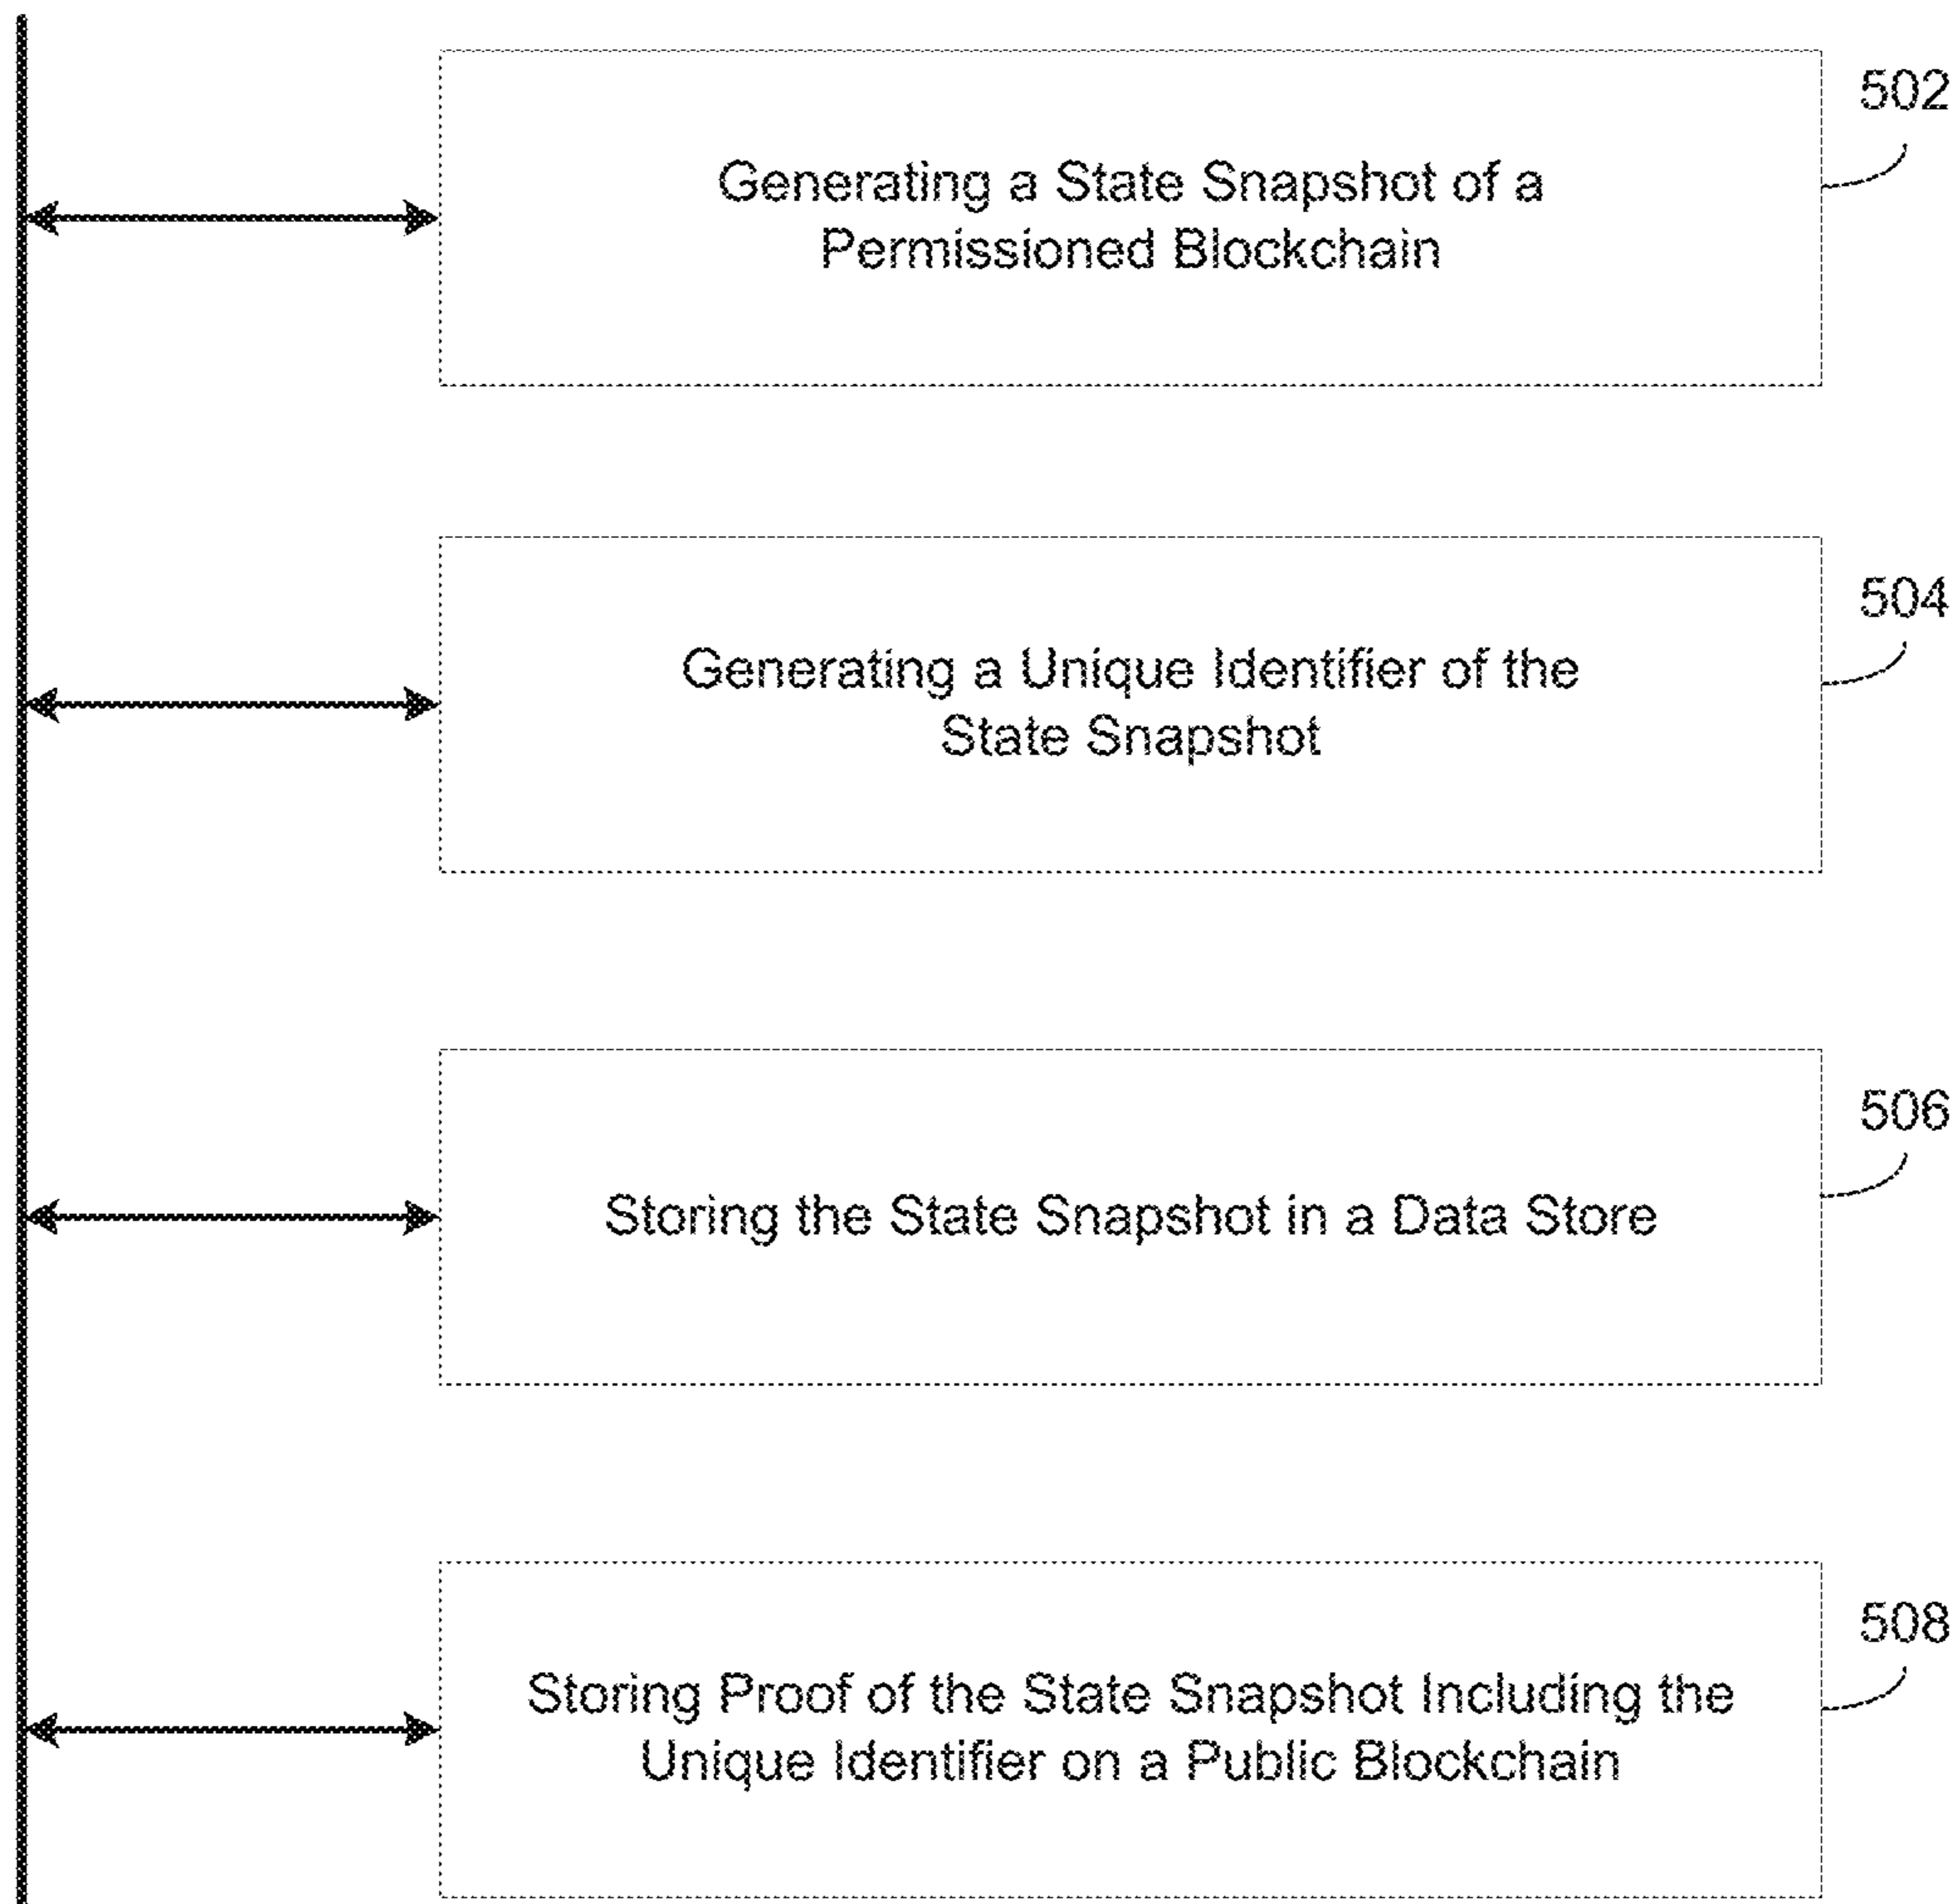 502
Generating a State Snapshot of a
Permissioned Blockchain
504
Generating a Unique Identifier of the
State Snapshot
506
Storing the State Snapshot in a Data Store
508
Storing Proof of the State Snapshot Including the
Unique Identifier on a Public Blockchain